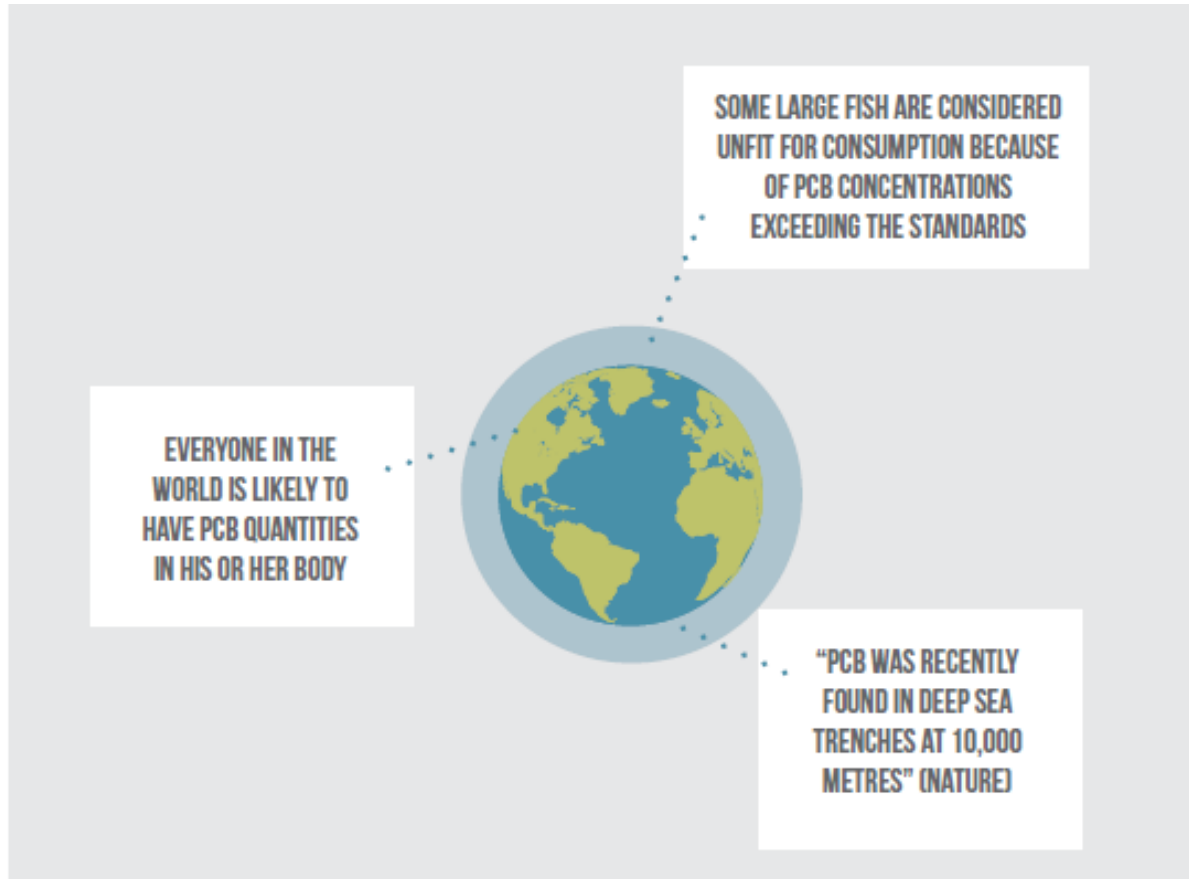 SOME LARGE FISH ARE CONSIDERED
UNFIT FOR CONSUMPTION BECAUSE
OF PCB CONCENTRATIONS
EXCEEDING THE STANDARDS
EVERYONE IN THE
WORLD IS LIKELY TO
HAVE PCB QUANTITIES
IN HIS OR HER BODY
“PCB WAS RECENTLY
FOUND IN DEEP SEA
TRENCHES AT 10,000
METRES” (NATURE)